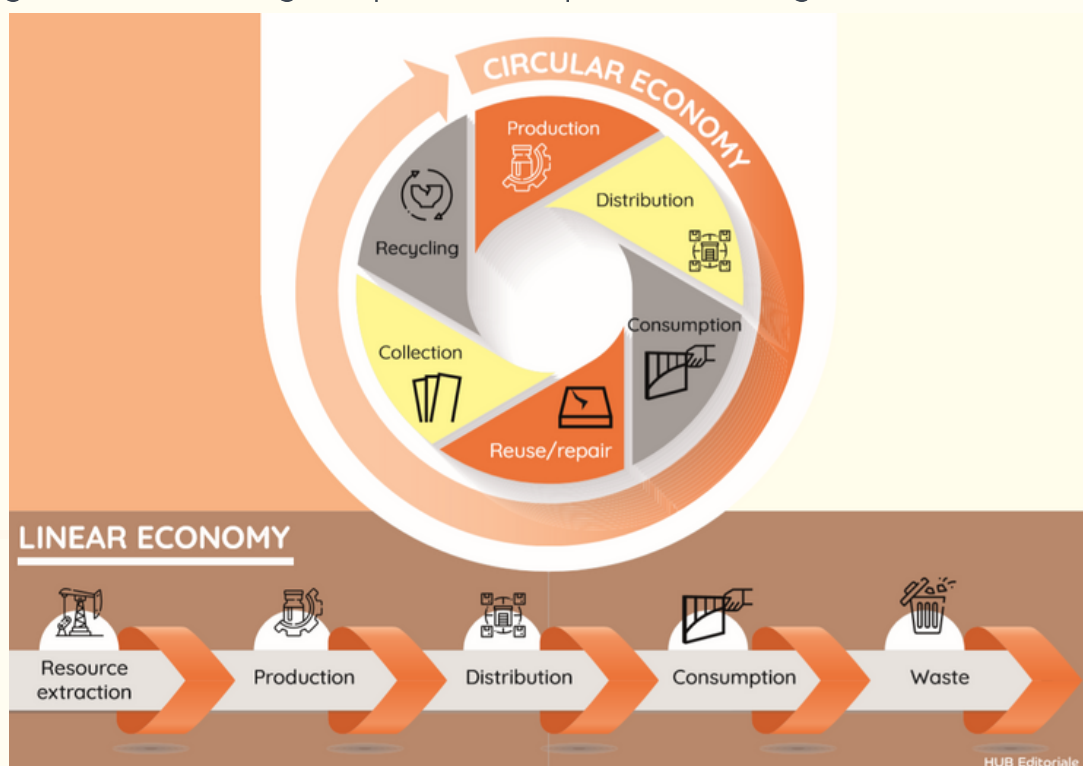 CIRCULAR ECONOMY
Production
Distribution
Consumption
Reuse/repair
Collection
Recycling
LINEAR ECONOMY
Resource
extraction
Production
Distribution
Consumption
Waste
HUB Editoriale